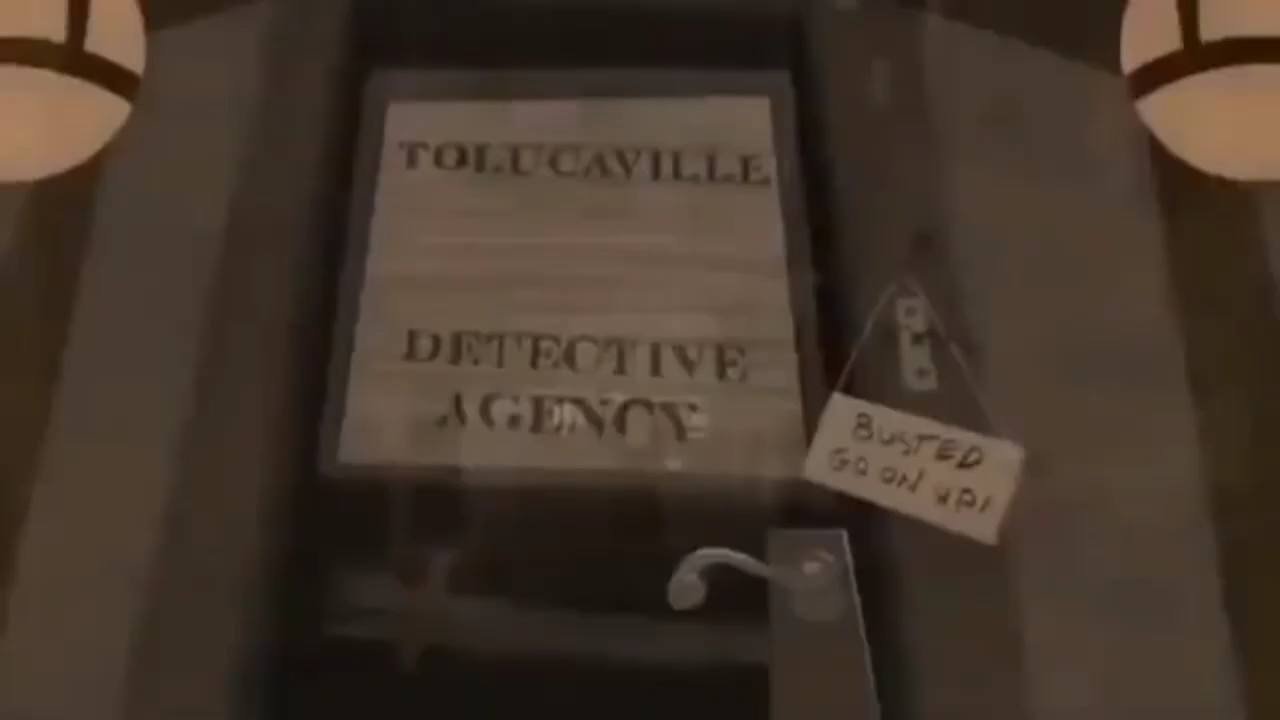 TOLUCAVILLE
DETECTIVE
AGENCY
BUSTED
GO ON UP!